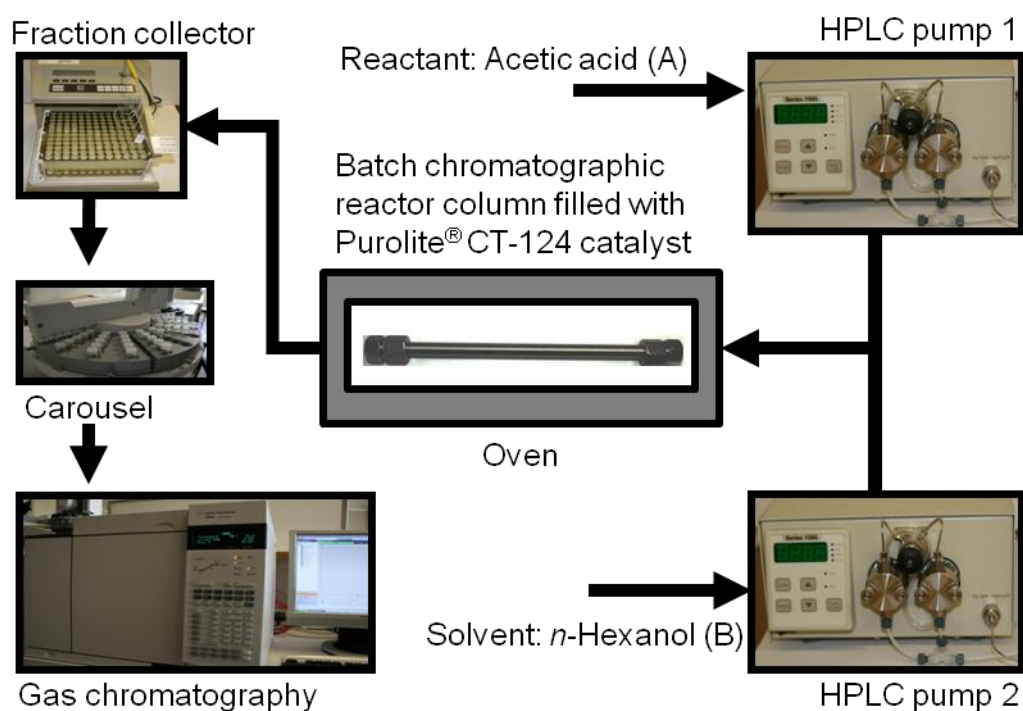 Fraction collector
HPLC pump 1
Reactant: Acetic acid (A)
Batch chromatographic
reactor column filled with
Purolite® CT-124 catalyst
Carousel
Oven
Solvent: n-Hexanol (B)
Gas chromatography
HPLC pump 2